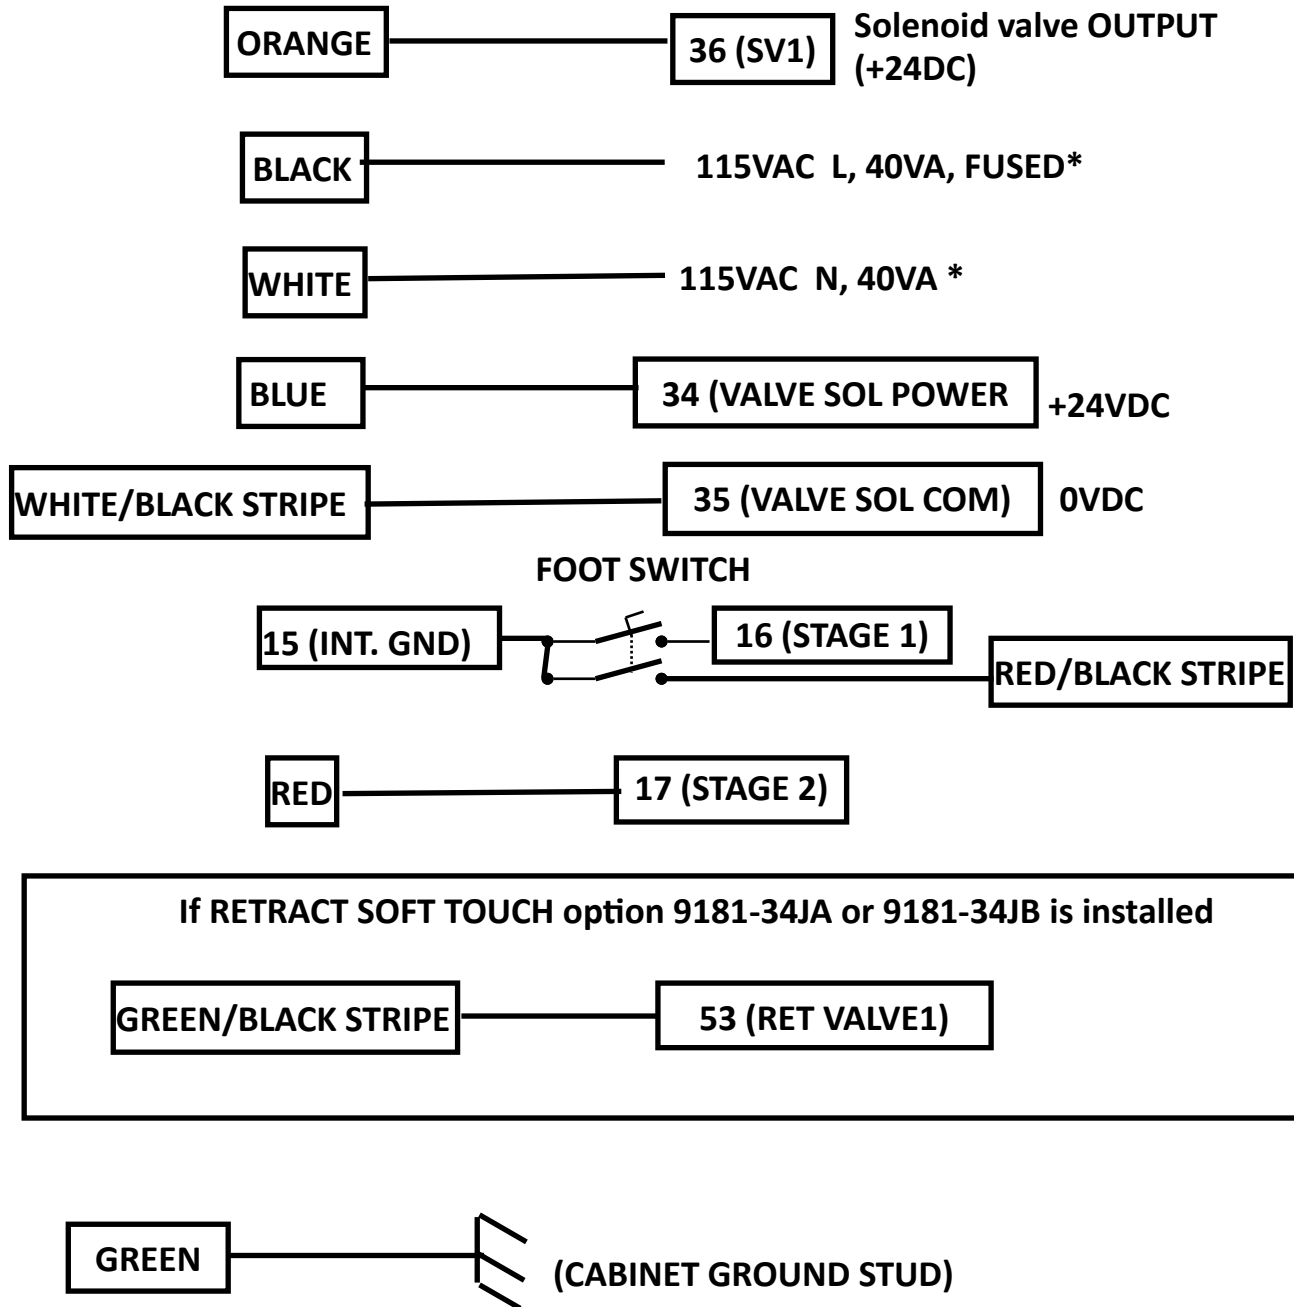 ORANGE
36 (SV1)
Solenoid valve OUTPUT
(+24DC)
BLACK
115VAC  L, 40VA, FUSED*
WHITE
115VAC  N, 40VA *
BLUE
34 (VALVE SOL POWER
+24VDC
WHITE/BLACK STRIPE
35 (VALVE SOL COM)
0VDC
FOOT SWITCH
15 (INT. GND)
16 (STAGE 1)
RED/BLACK STRIPE
RED
17 (STAGE 2)
If RETRACT SOFT TOUCH option 9181-34JA or 9181-34JB is installed
GREEN/BLACK STRIPE
53 (RET VALVE1)
GREEN
(CABINET GROUND STUD)